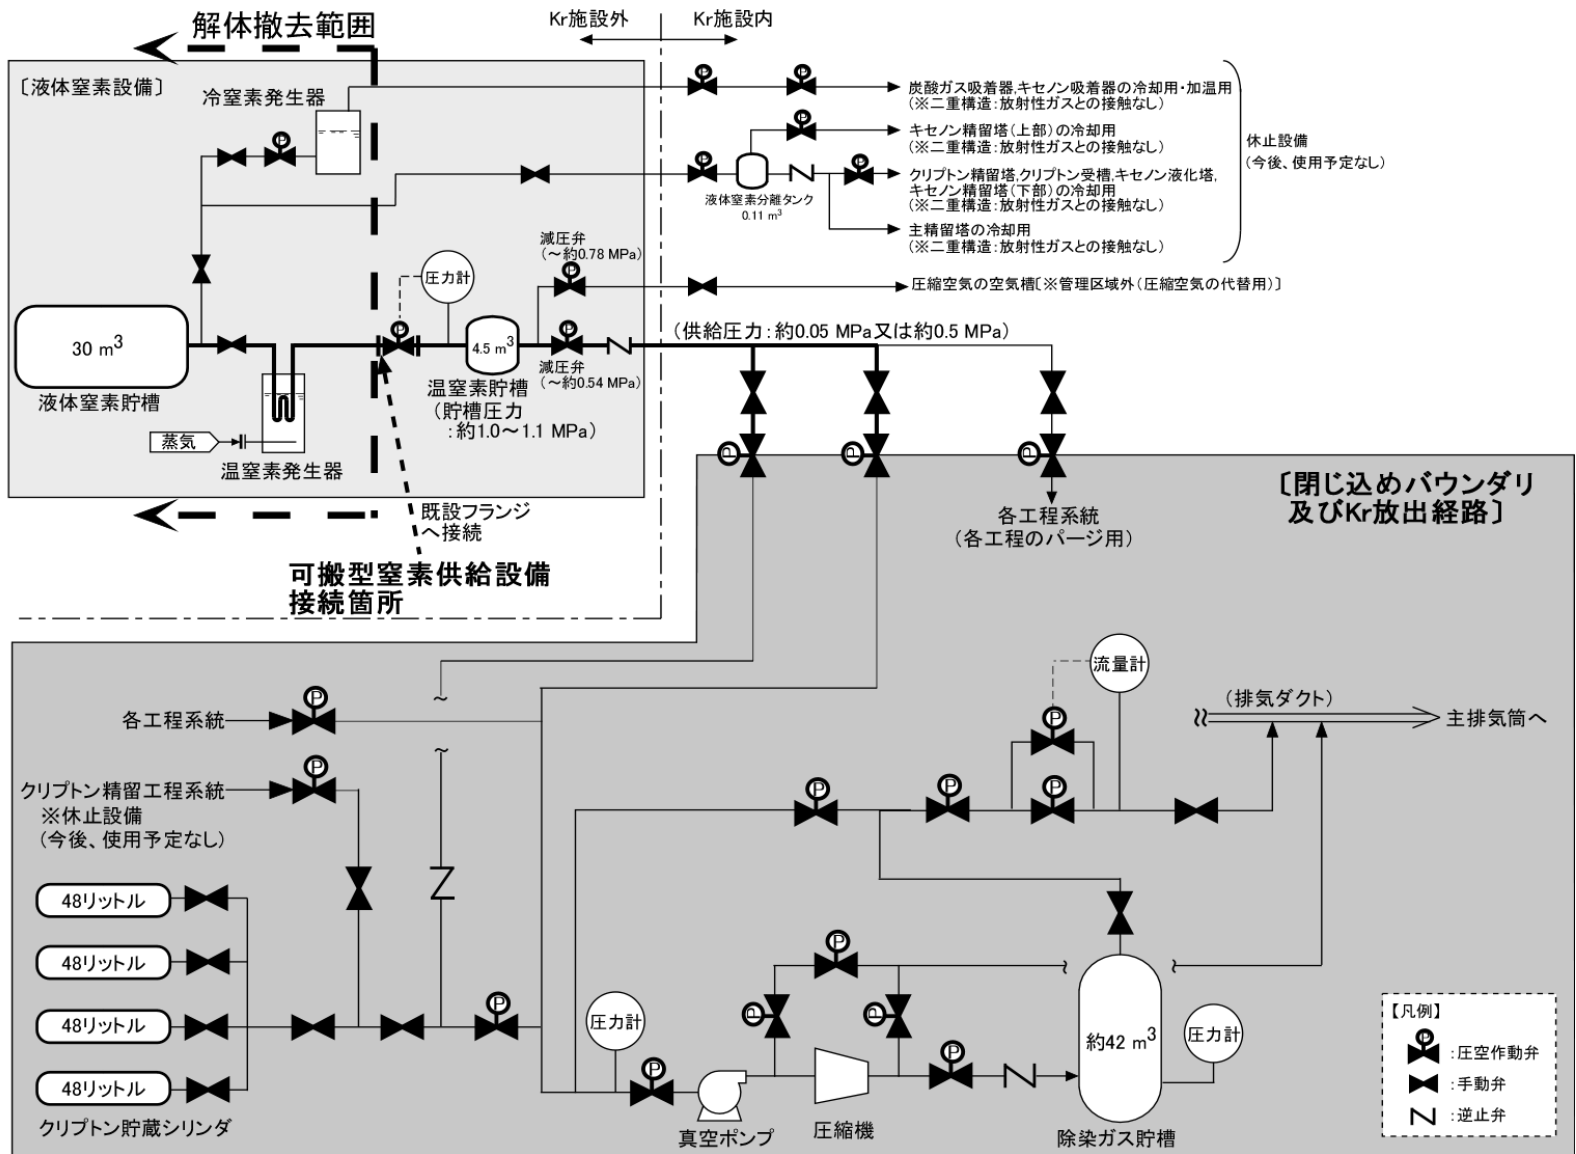 Kr施設外
Kr施設内
解体撤去範囲
〔液体窒素設備〕
冷窒素発生器
P
P
P
炭酸ガス吸着器,キセノン吸着器の冷却用・加温用
(※二重構造:放射性ガスとの接触なし)
P
キセノン精留塔(上部)の冷却用
(※二重構造:放射性ガスとの接触なし)
休止設備
(今後、使用予定なし)
P
P
クリプトン精留塔,クリプトン受槽,キセノン液化塔,
キセノン精留塔(下部)の冷却用
(※二重構造:放射性ガスとの接触なし)
液体窒素分離タンク
0.11 m3
主精留塔の冷却用
(※二重構造:放射性ガスとの接触なし)
減圧弁
(~約0.78 MPa)
P
圧力計
圧縮空気の空気槽〔※管理区域外(圧縮空気の代替用)〕
30 m3
液体窒素貯槽
P
4.5 m3
P
(供給圧力:約0.05 MPa又は約0.5 MPa)
減圧弁
(~約0.54 MPa)
温窒素貯槽
(貯槽圧力
:約1.0~1.1 MPa)
蒸気
温窒素発生器
P
P
P
既設フランジ
へ接続
可搬型窒素供給設備
接続箇所
各工程系統
(各工程のパージ用)
〔閉じ込めバウンダリ
及びKr放出経路〕
各工程系統
P
クリプトン精留工程系統
P
※休止設備
(今後、使用予定なし)
流量計
P
(排気ダクト)
主排気筒へ
P
P
P
48リットル
48リットル
48リットル
48リットル
クリプトン貯蔵シリンダ
P
圧力計
P
P
P
P
P
真空ポンプ
圧縮機
約42 m3
圧力計
除染ガス貯槽
【凡例】
P
:圧空作動弁
:手動弁
:逆止弁